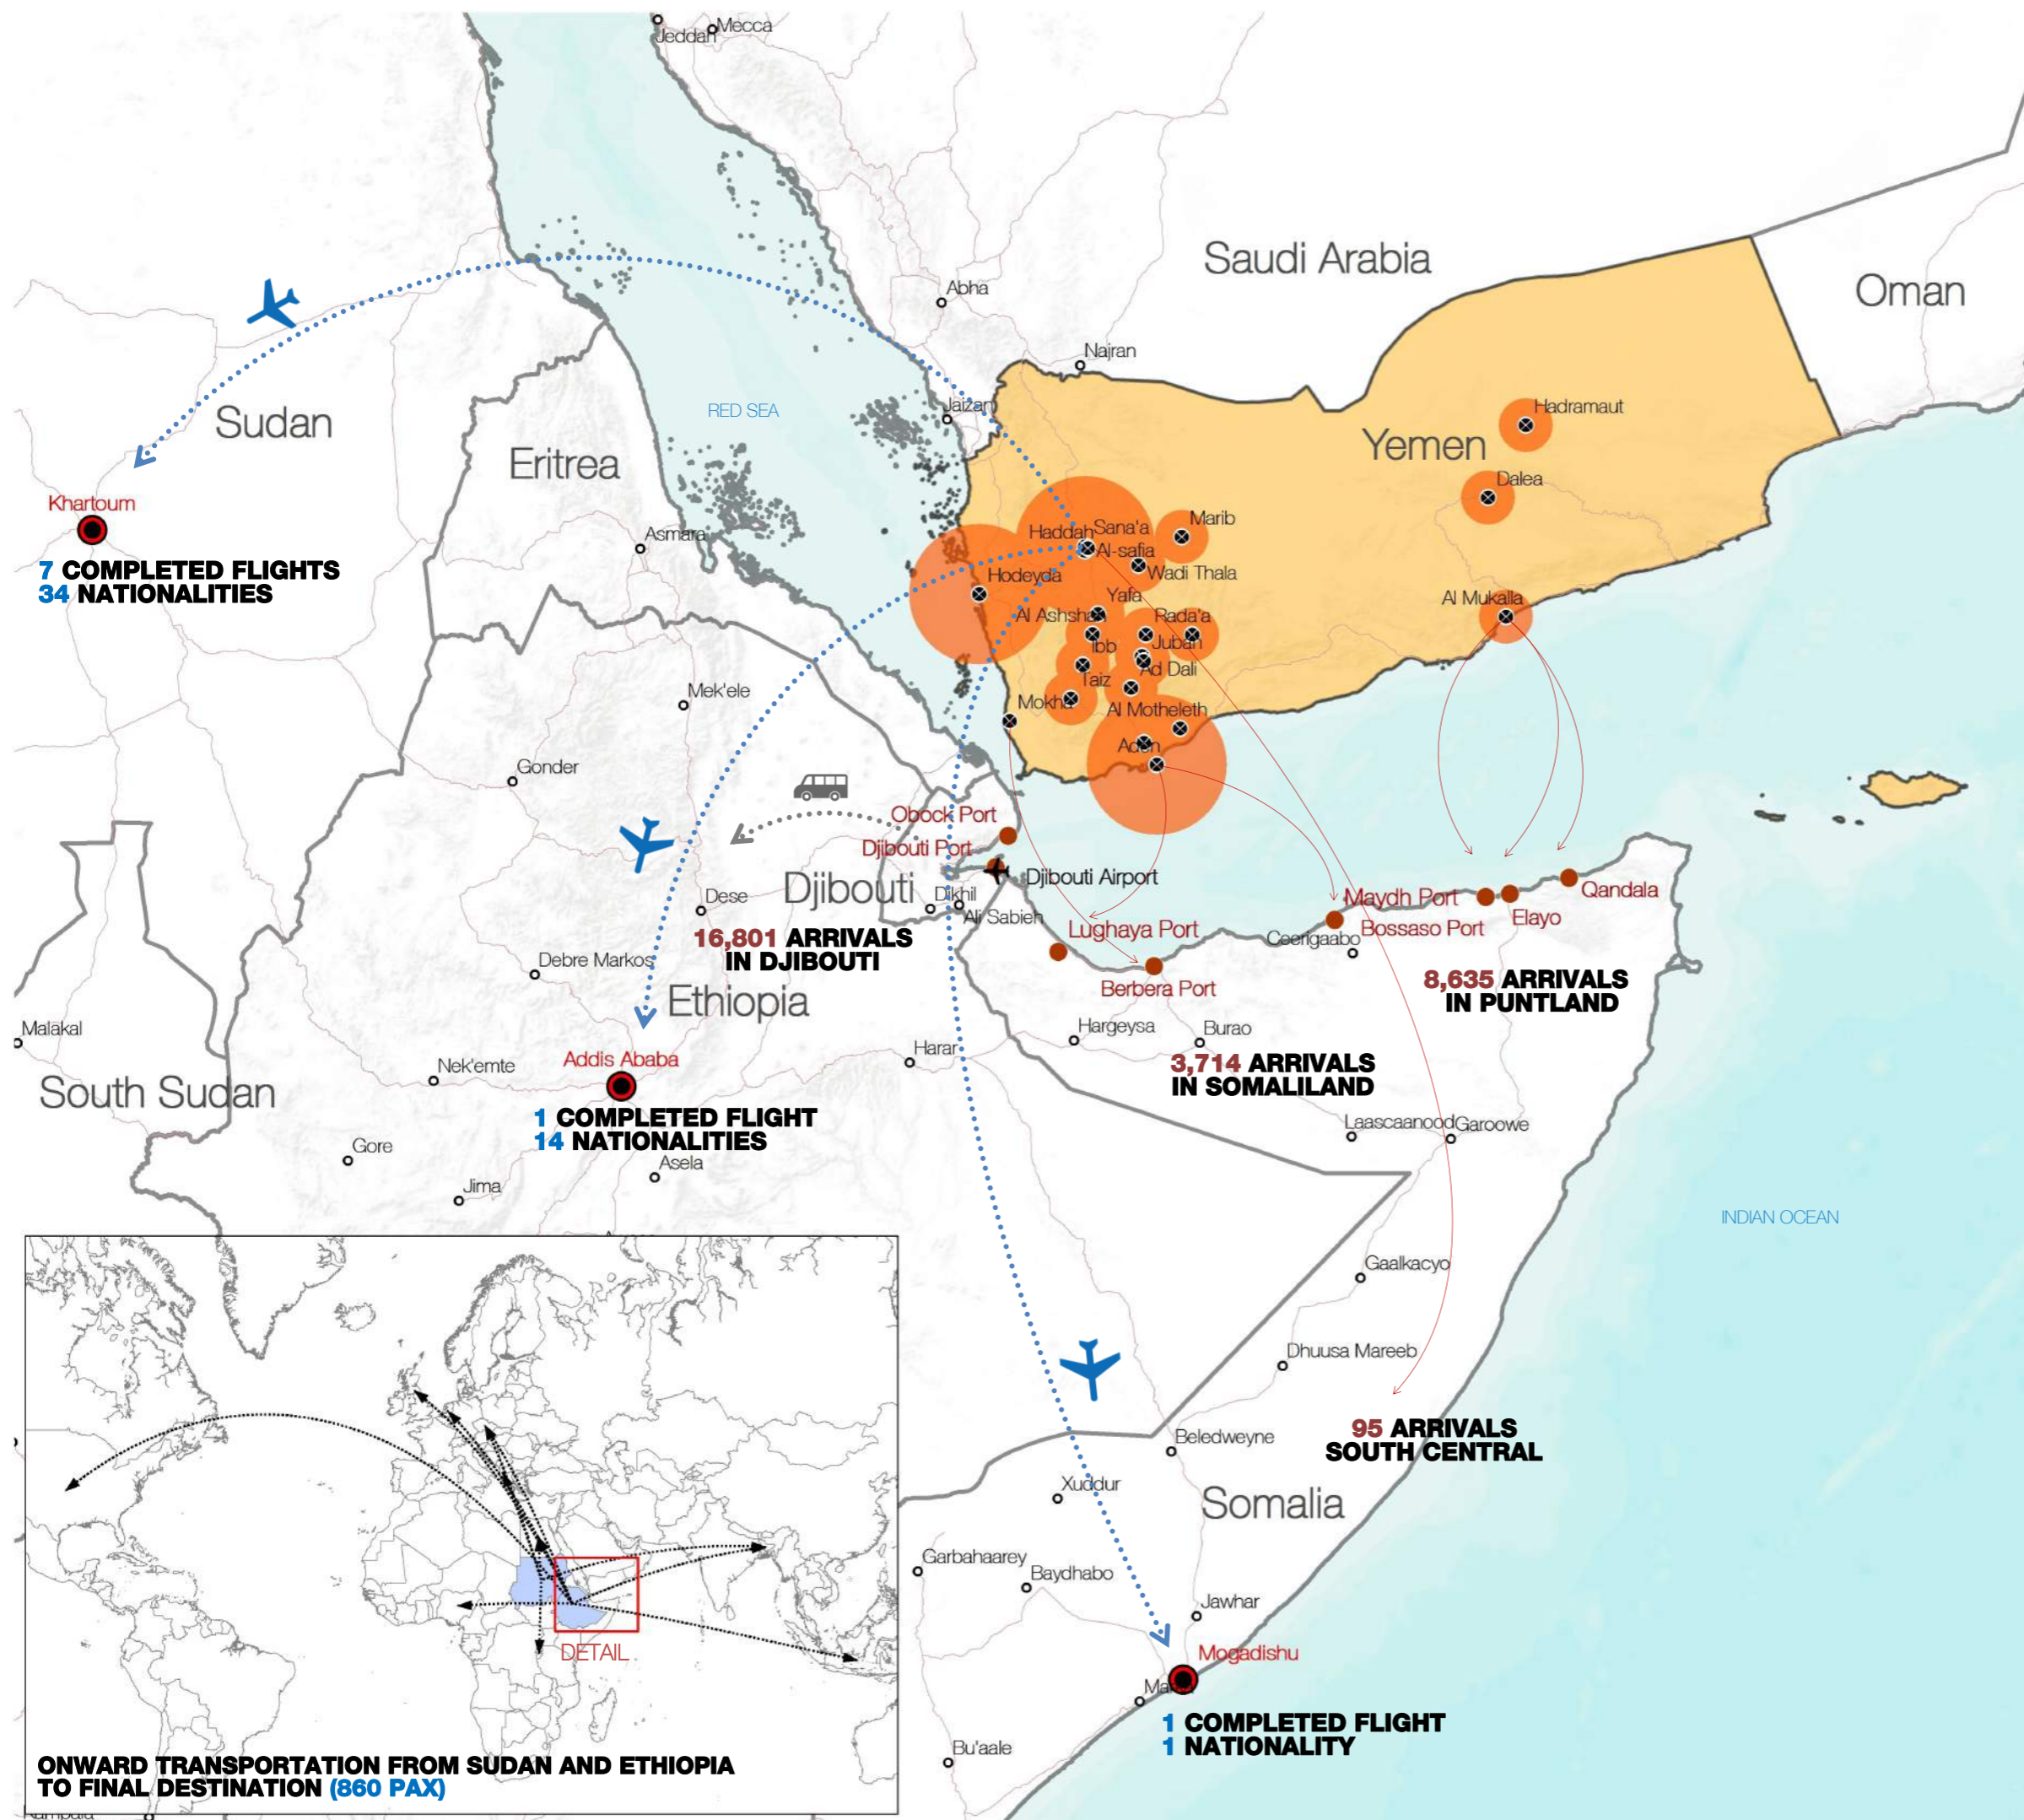 Mecca
Jeddah
Saudi Arabia
Oman
Abha
Najran
Jaizan
RED SEA
Sudan
Eritrea
Yemen
Hadramaut
Dalea
Khartoum
7 COMPLETED FLIGHTS
34 NATIONALITIES
Asmara
Marib
Haddah
Sana'a
Al-safia
Wadi Thala
Hodeyda
Yafa
Al Ashshah
Rada'a
Ibb
Juban
Ad Dali
Taiz
Mokha
Al Motheleth
Aden
Al Mukalla
Mek'ele
Gonder
Obock Port
Djibouti Port
Djibouti Airport
Djibouti
Dikhil
Ali Sabieh
Dese
16,801 ARRIVALS
IN DJIBOUTI
Lughaya Port
Maydh Port
Qandala
Elayo
Bossaso Port
Ceerigaabo
Debre Markos
Ethiopia
Berbera Port
8,635 ARRIVALS
IN PUNTLAND
Hargeysa
Burao
3,714 ARRIVALS
IN SOMALILAND
Malakal
South Sudan
Nek'emte
Addis Ababa
Harar
1 COMPLETED FLIGHT
14 NATIONALITIES
Laascaanood
Garoowe
Gore
Asela
Jima
INDIAN OCEAN
Gaalkacyo
Dhuusa Mareeb
95 ARRIVALS
SOUTH CENTRAL
Beledweyne
Xuddur
Somalia
Garbahaarey
Baydhabo
Jawhar
Mogadishu
1 COMPLETED FLIGHT
1 NATIONALITY
Bu'aale
DETAIL
ONWARD TRANSPORTATION FROM SUDAN AND ETHIOPIA
TO FINAL DESTINATION (860 PAX)